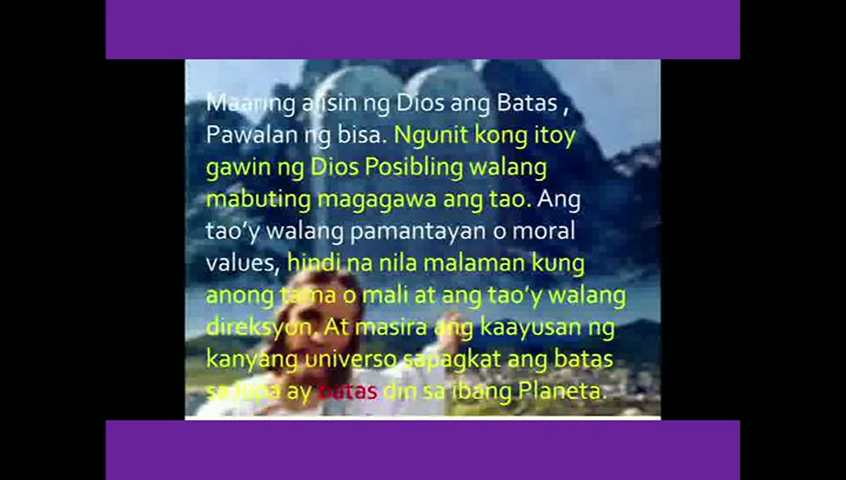 Maaring alisin ng Dios ang Batas ,
Pawalan ng bisa. Ngunit kong itoy
gawin ng Dios Posibling walang
mabuting magagawa ang tao. Ang
tao’y walang pamantayan o moral
values, hindi na nila malaman kung
anong tama o mali at ang tao’y walang
direksyon. At masira ang kaayusan ng
kanyang universo sapagkat ang batas
sa lupa ay batas din sa ibang Planeta.